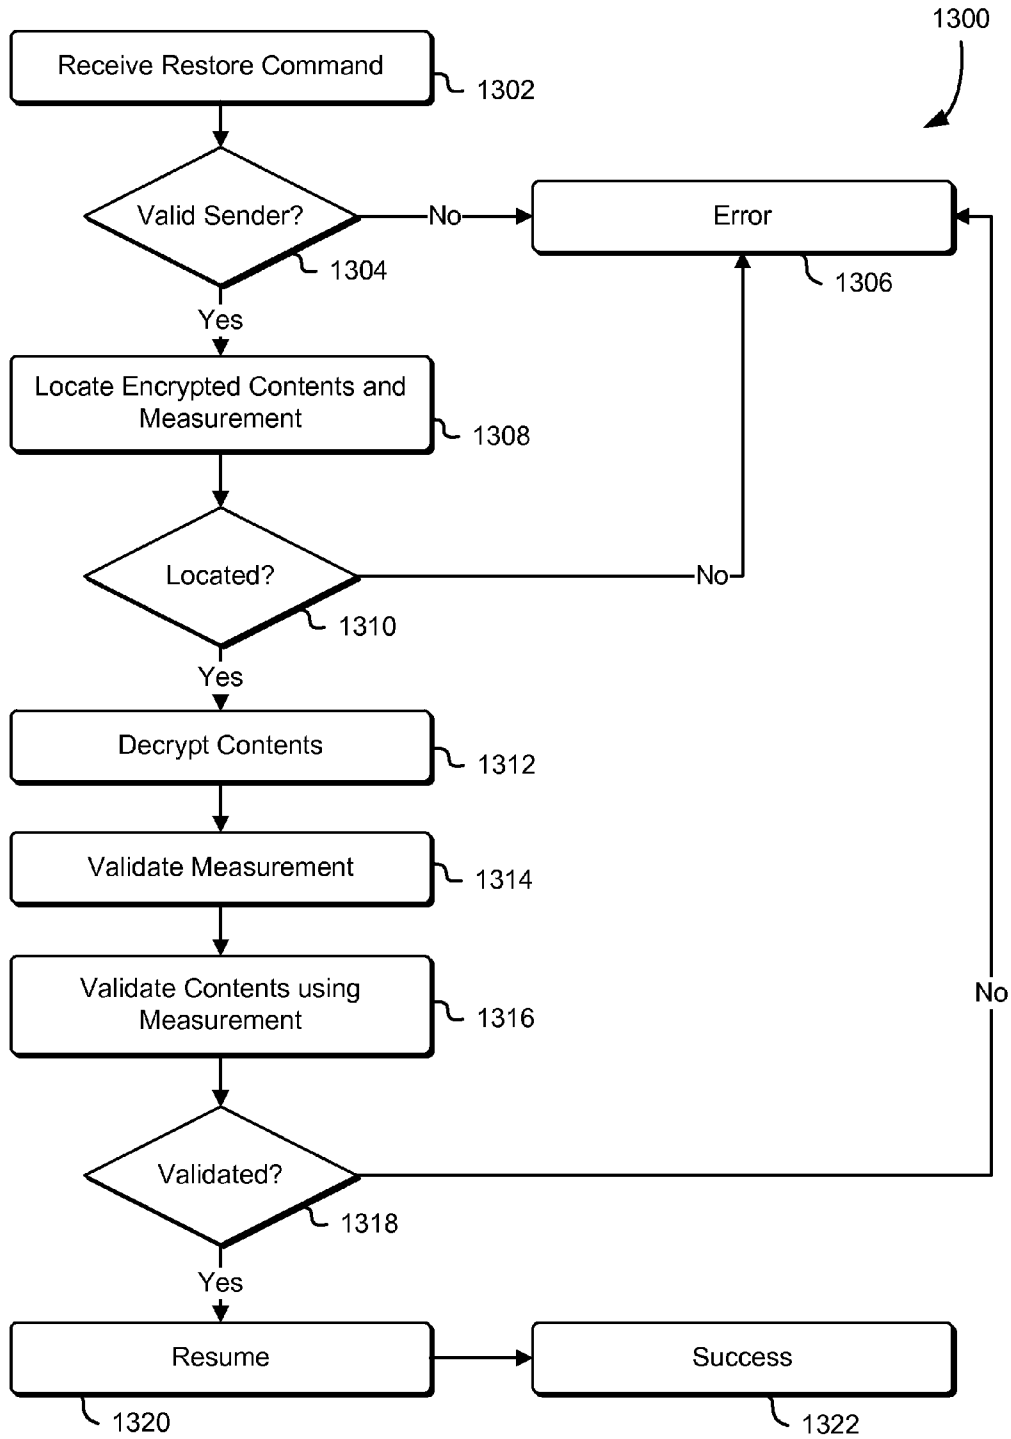 1300
Receive Restore Command
1302
Valid Sender?
No
Error
1304
1306
Yes
Locate Encrypted Contents and
Measurement
1308
Located?
No
1310
Yes
Decrypt Contents
1312
Validate Measurement
1314
Validate Contents using
Measurement
1316
No
Validated?
1318
Yes
Resume
Success
1320
1322